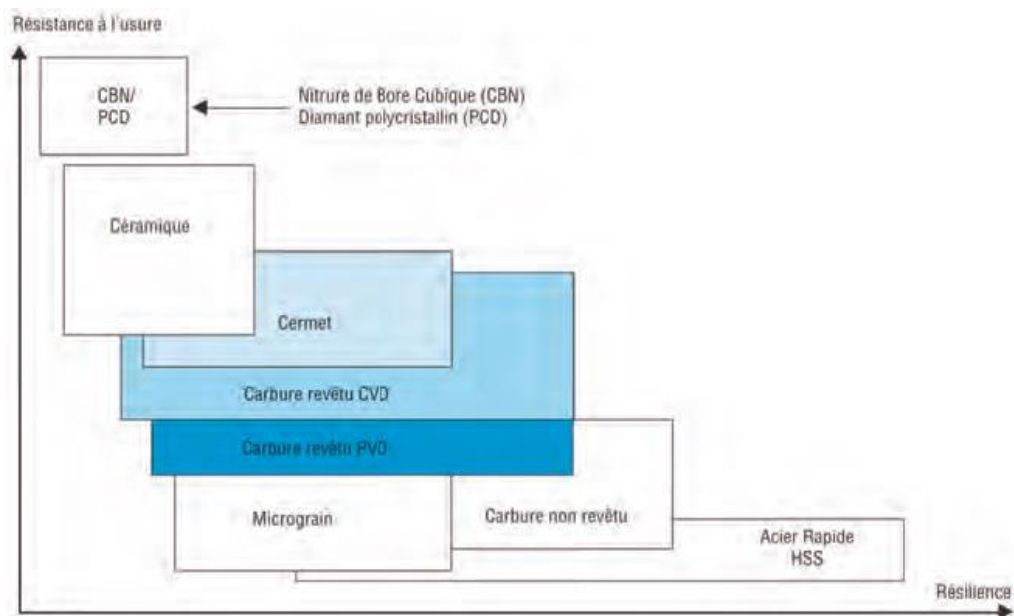 Résistance à l'usure
CBN/
PCD
Nitrure de Bore Cubique (CBN)
Diamant polycristallin (PCD)
Céramique
Cermet
Carbure revêtu CVD
Carbure revêtu PVD
Micrograin
Carbure non revêtu
Acier Rapide
HSS
Résilience